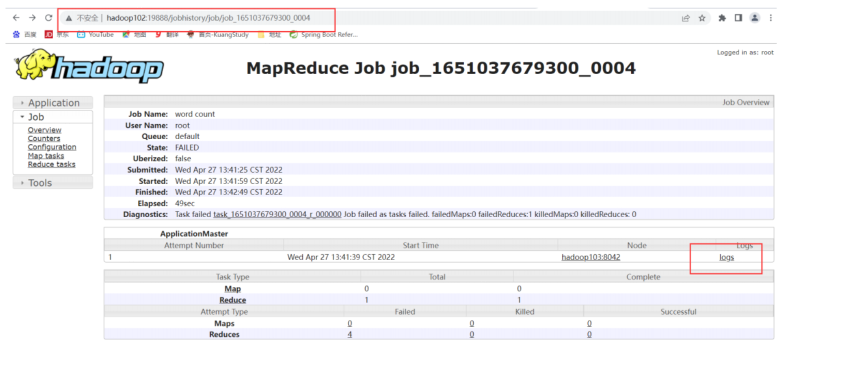 不安全 | hadoop102:19888/jobhistory/job/job_1651037679300_0004
百度 京东 YouTube 地图 翻译 首页-KuangStudy 地址 Spring Boot Refer...
Logged in as: root
hadoop
MapReduce Job job_1651037679300_0004
Application
Job
Overview
Counters
Configuration
Map tasks
Reduce tasks
Tools
Job Overview
Job Name: word count
User Name: root
Queue: default
State: FAILED
Uberized: false
Submitted: Wed Apr 27 13:41:25 CST 2022
Started: Wed Apr 27 13:41:59 CST 2022
Finished: Wed Apr 27 13:42:49 CST 2022
Elapsed: 49sec
Diagnostics: Task failed task_1651037679300_0004_r_000000 Job failed as tasks failed. failedMaps:0 failedReduces:1 killedMaps:0 killedReduces: 0
ApplicationMaster
Attempt Number Start Time Node Logs
1 Wed Apr 27 13:41:39 CST 2022 hadoop103:8042 logs
Task Type Total Complete
Map 0 0
Reduce 1 1
Attempt Type Failed Killed Successful
Maps 0 0 0
Reduces 4 0 0